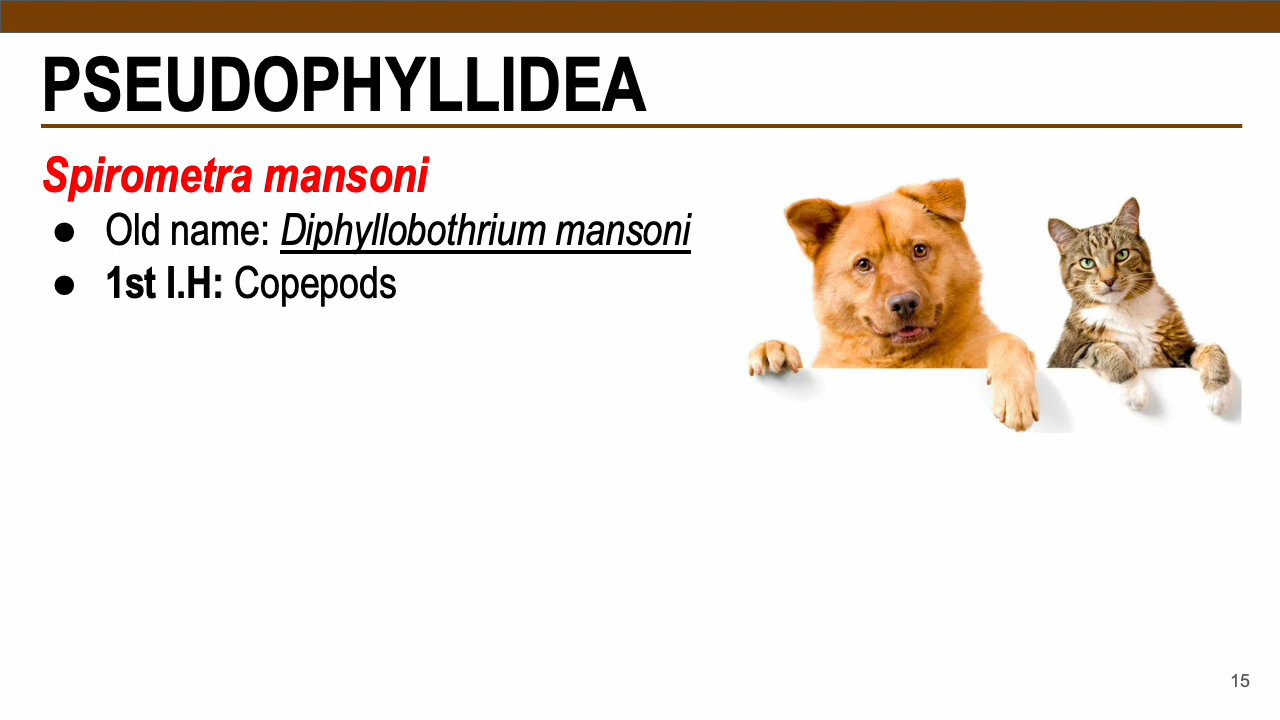 PSEUDOPHYLLIDEA
Spirometra mansoni
● Old name: Diphyllobothrium mansoni
● 1st I.H: Copepods
15